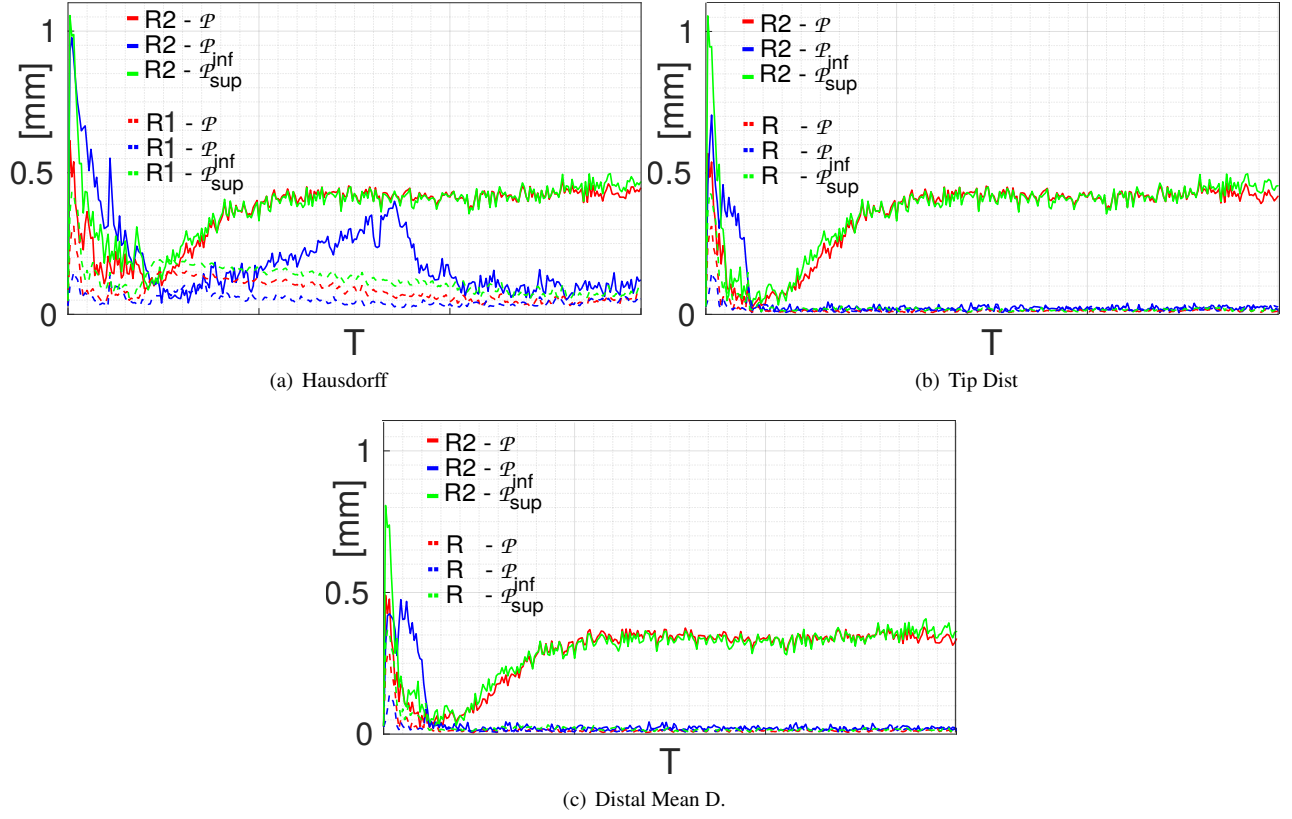 1
R2 - 𝒫
R2 - 𝒫inf
R2 - 𝒫sup
[mm]
R1 - 𝒫
R1 - 𝒫inf
R1 - 𝒫sup
0.5
0
T
(a) Hausdorff
1
R2 - 𝒫
R2 - 𝒫inf
R2 - 𝒫sup
[mm]
R - 𝒫
R - 𝒫inf
R - 𝒫sup
0.5
0
T
(b) Tip Dist
1
R2 - 𝒫
R2 - 𝒫inf
R2 - 𝒫sup
[mm]
R - 𝒫
R - 𝒫inf
R - 𝒫sup
0.5
0
T
(c) Distal Mean D.